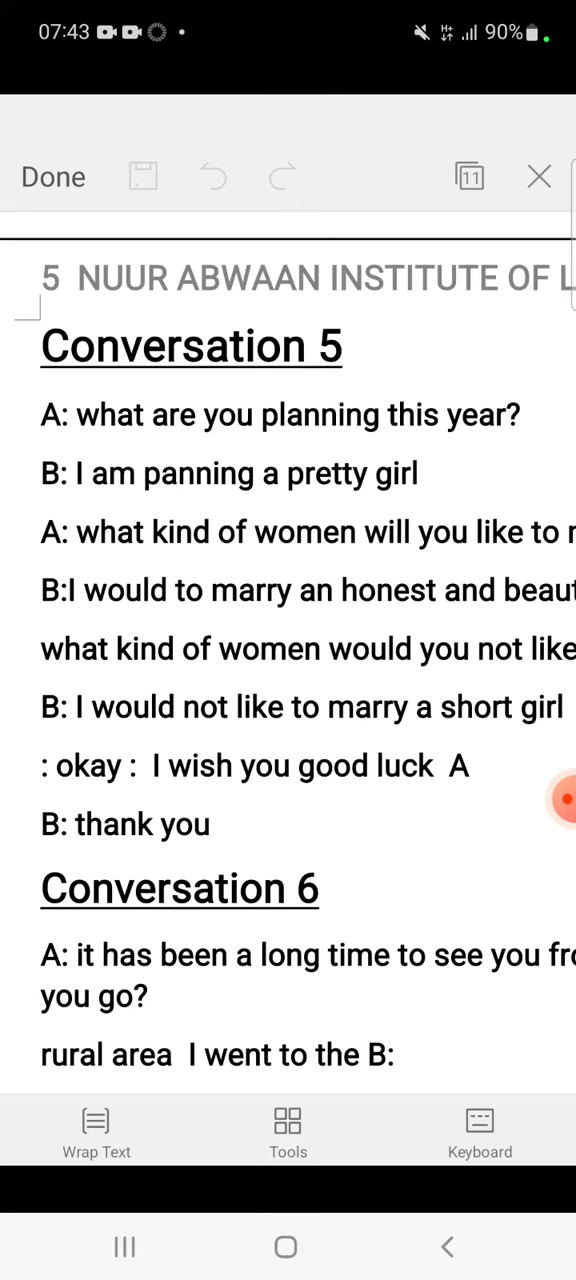 07:43
90%
Done
11
5 NUUR ABWAAN INSTITUTE OF L
Conversation 5
A: what are you planning this year?
B: I am panning a pretty girl
A: what kind of women will you like to
B:I would to marry an honest and beaut
what kind of women would you not like
B: I would not like to marry a short girl
: okay : I wish you good luck A
B: thank you
Conversation 6
A: it has been a long time to see you fro
you go?
rural area I went to the B:
Wrap Text
Tools
Keyboard